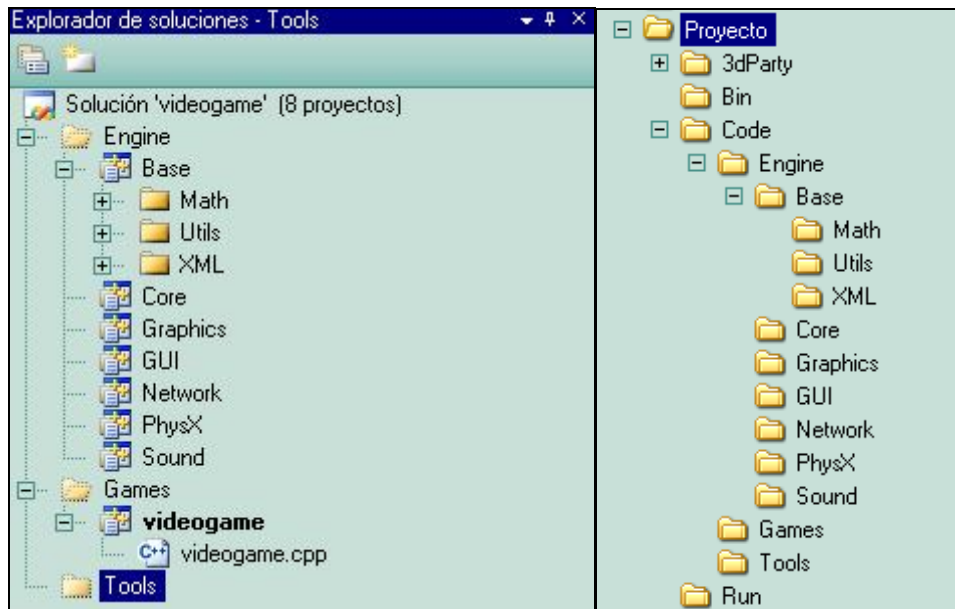 Explorador de soluciones - Tools
Solución 'videogame' (8 proyectos)
Engine
Base
Math
Utils
XML
Core
Graphics
GUI
Network
PhysX
Sound
Games
videogame
videogame.cpp
Tools
Proyecto
3dParty
Bin
Code
Engine
Base
Math
Utils
XML
Core
Graphics
GUI
Network
PhysX
Sound
Games
Tools
Run